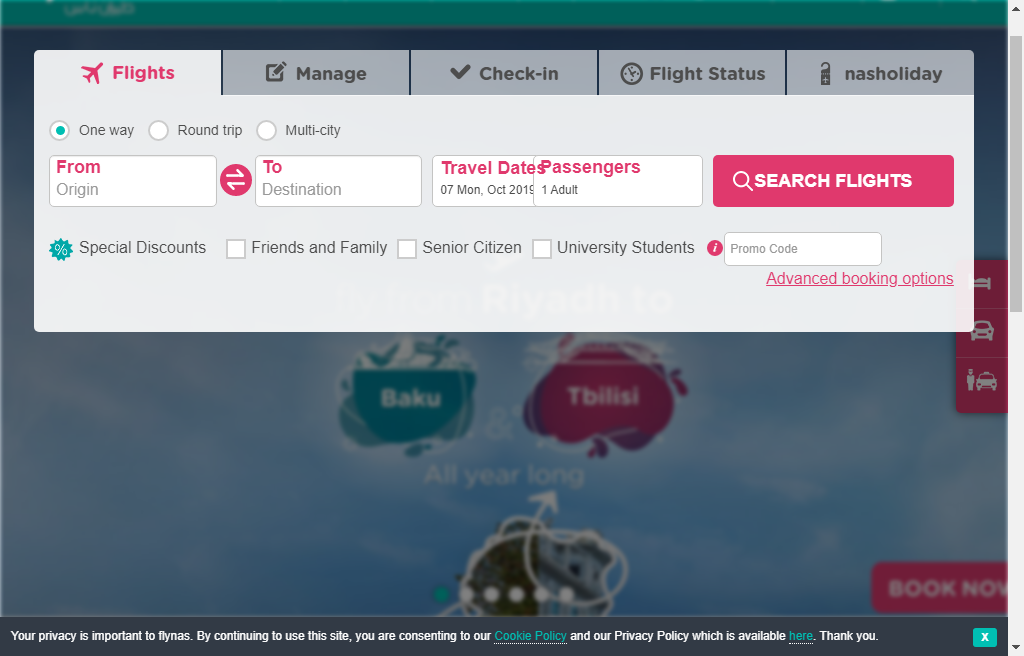 Flights
Manage
Check-in
Flight Status
nasholiday
One way
Round trip
Multi-city
From
Origin
To
Destination
Travel Dates
07 Mon, Oct 2019
Passengers
1 Adult
SEARCH FLIGHTS
Special Discounts
Friends and Family
Senior Citizen
University Students
Promo Code
Advanced booking options
from Riyadh to
Baku
&
Tbilisi
All year long
BOOK NOW
Your privacy is important to flynas. By continuing to use this site, you are consenting to our Cookie Policy and our Privacy Policy which is available here. Thank you.
X